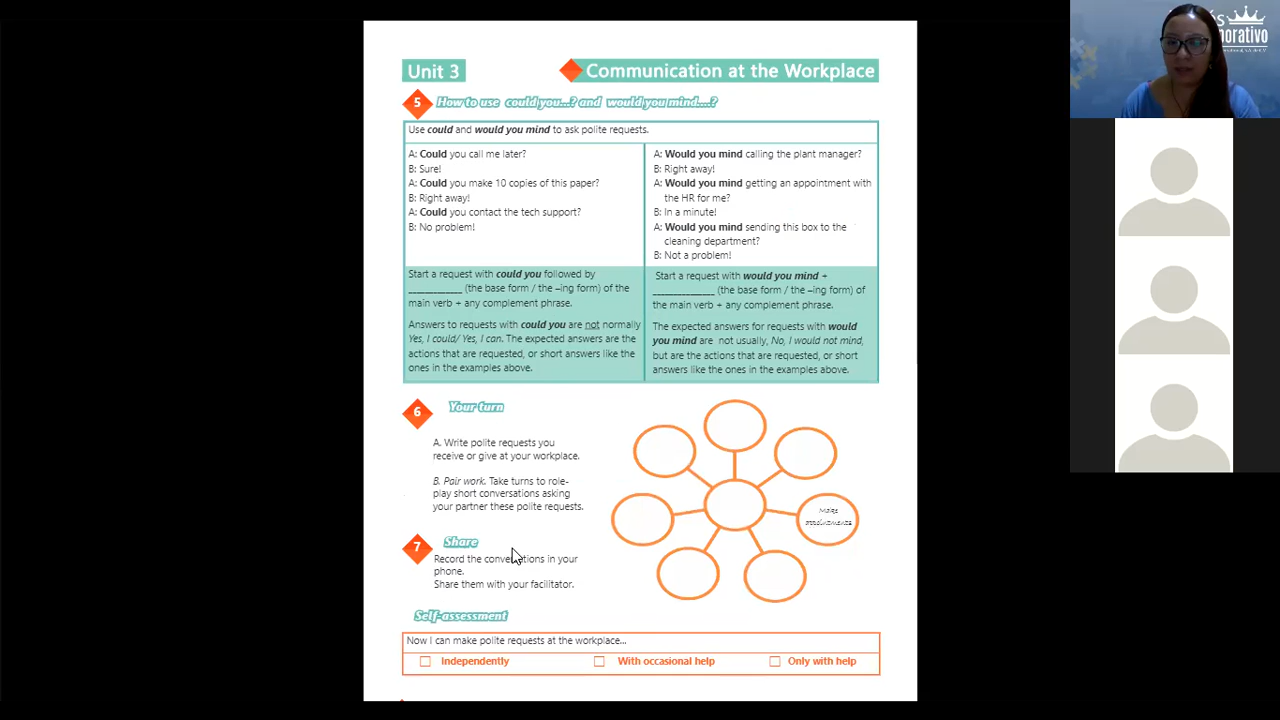 Unit 3
Communication at the Workplace
5
How to use could you...? and would you mind....?
Use could and would you mind to ask polite requests.
A: Could you call me later?
B: Sure!
A: Could you make 10 copies of this paper?
B: Right away!
A: Could you contact the tech support?
B: No problem!
A: Would you mind calling the plant manager?
B: Right away!
A: Would you mind getting an appointment with
the HR for me?
B: In a minute!
A: Would you mind sending this box to the
cleaning department?
B: Not a problem!
Start a request with could you followed by
____________ (the base form / the –ing form) of the
main verb + any complement phrase.
Answers to requests with could you are not normally
Yes, I could/ Yes, I can. The expected answers are the
actions that are requested, or short answers like the
ones in the examples above.
Start a request with would you mind +
______________ (the base form / the –ing form) of
the main verb + any complement phrase.
The expected answers for requests with would
you mind are not usually, No, I would not mind,
but are the actions that are requested, or short
answers like the ones in the examples above.
6
Your turn
A. Write polite requests you
receive or give at your workplace.
B. Pair work. Take turns to role-
play short conversations asking
your partner these polite requests.
Make
appointments
7
Share
Record the conversations in your
phone.
Share them with your facilitator.
Self-assessment
Now I can make polite requests at the workplace...
Independently
With occasional help
Only with help